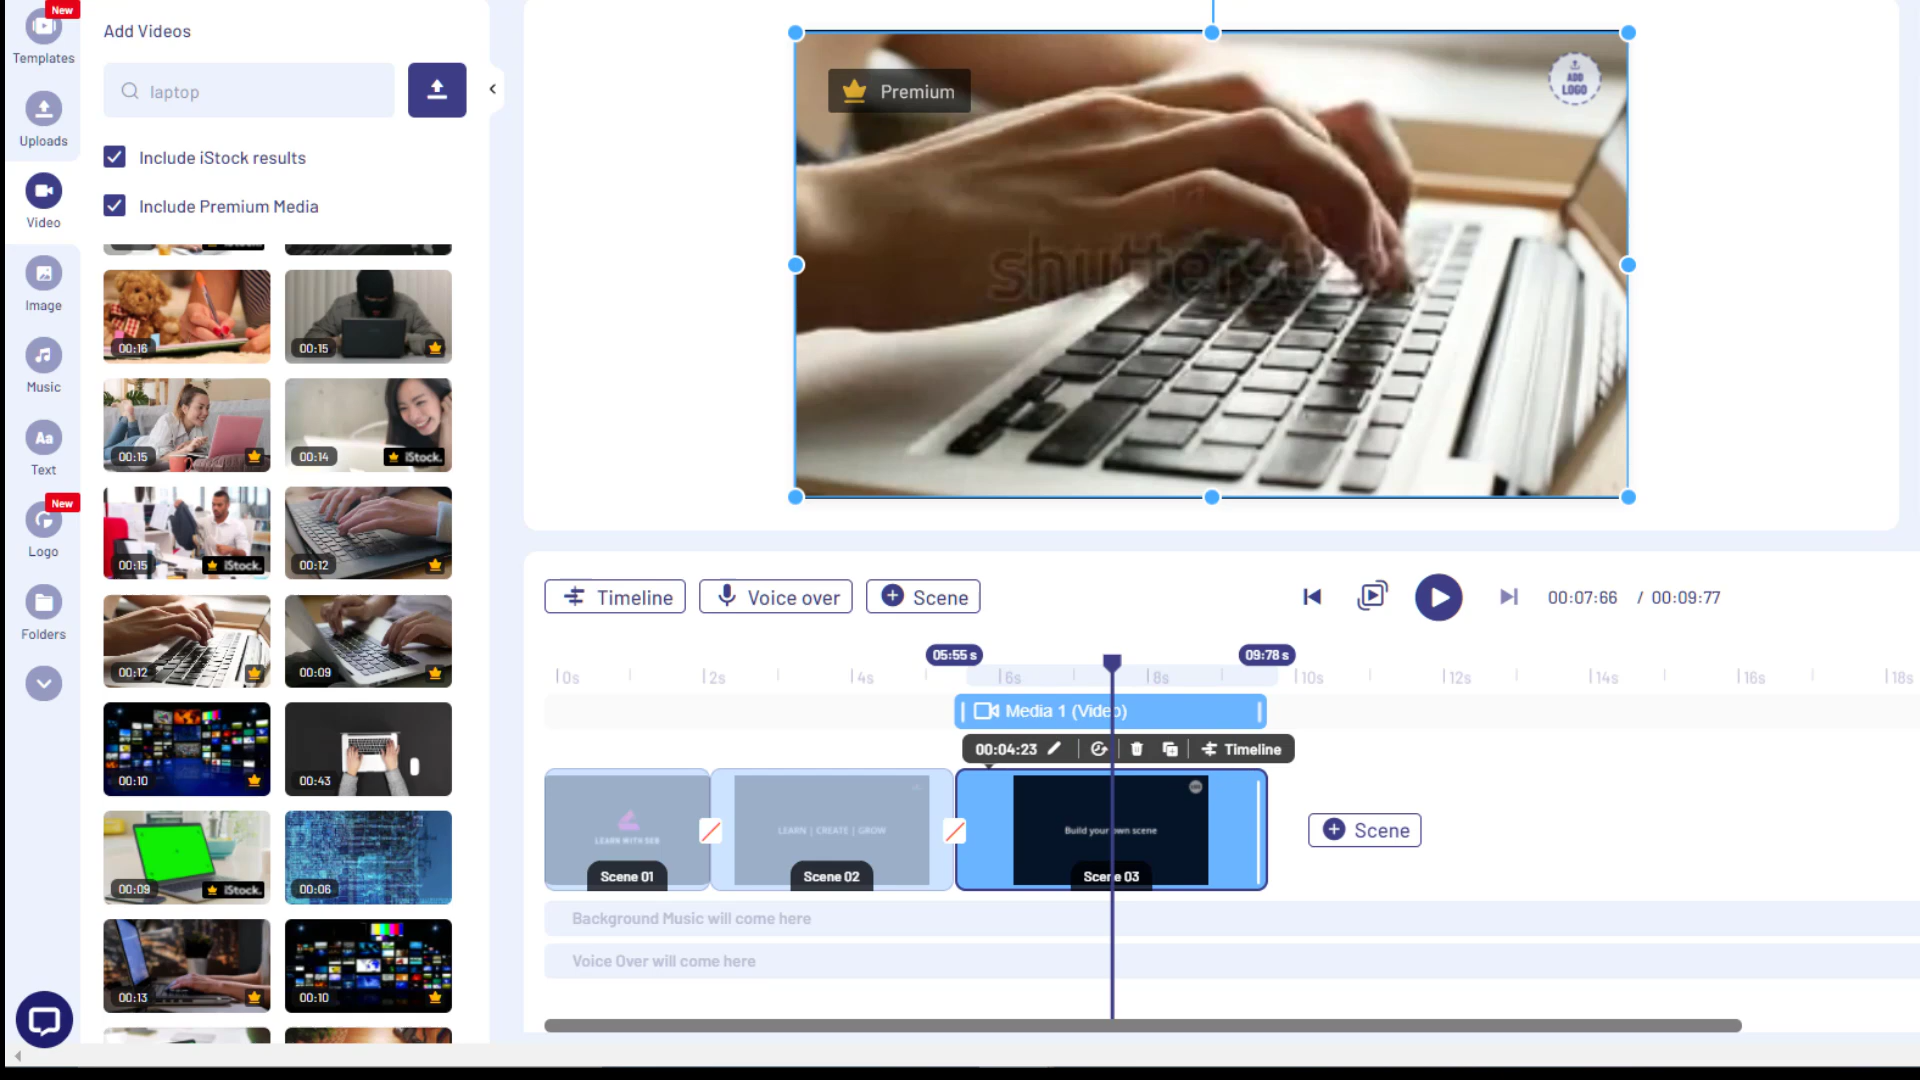 New
Templates
Uploads
Video
Image
Music
Aa
Text
New
Logo
Folders
Add Videos
laptop
Include iStock results
Include Premium Media
00:16
00:15
00:15
00:14
iStock.
00:15
iStock.
00:12
00:12
00:09
00:10
00:43
00:09
iStock.
00:06
00:13
00:10
Premium
ADD
LOGO
Timeline
Voice over
Scene
00:07:66 / 00:09:77
05:55 s
09:78 s
0s
2s
4s
6s
8s
10s
12s
14s
16s
18s
Media 1 (Video)
00:04:23
Timeline
LEARN WITH SEB
Scene 01
LEARN | CREATE | GROW
Scene 02
Build your own scene
Scene 03
Scene
Background Music will come here
Voice Over will come here